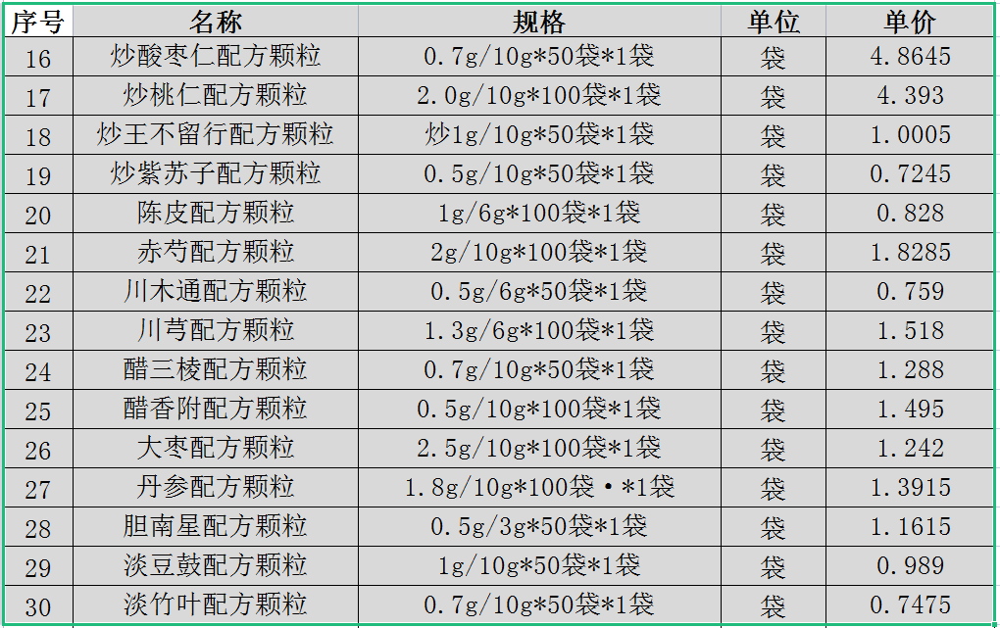 序号 名称 规格 单位 单价
16 炒酸枣仁配方颗粒 0.7g/10g*50袋*1袋 袋 4.8645
17 炒桃仁配方颗粒 2.0g/10g*100袋*1袋 袋 4.393
18 炒王不留行配方颗粒 炒1g/10g*50袋*1袋 袋 1.0005
19 炒紫苏子配方颗粒 0.5g/10g*50袋*1袋 袋 0.7245
20 陈皮配方颗粒 1g/6g*100袋*1袋 袋 0.828
21 赤芍配方颗粒 2g/10g*100袋*1袋 袋 1.8285
22 川木通配方颗粒 0.5g/6g*50袋*1袋 袋 0.759
23 川芎配方颗粒 1.3g/6g*100袋*1袋 袋 1.518
24 醋三棱配方颗粒 0.7g/10g*50袋*1袋 袋 1.288
25 醋香附配方颗粒 0.5g/10g*100袋*1袋 袋 1.495
26 大枣配方颗粒 2.5g/10g*100袋*1袋 袋 1.242
27 丹参配方颗粒 1.8g/10g*100袋·*1袋 袋 1.3915
28 胆南星配方颗粒 0.5g/3g*50袋*1袋 袋 1.1615
29 淡豆鼓配方颗粒 1g/10g*50袋*1袋 袋 0.989
30 淡竹叶配方颗粒 0.7g/10g*50袋*1袋 袋 0.7475